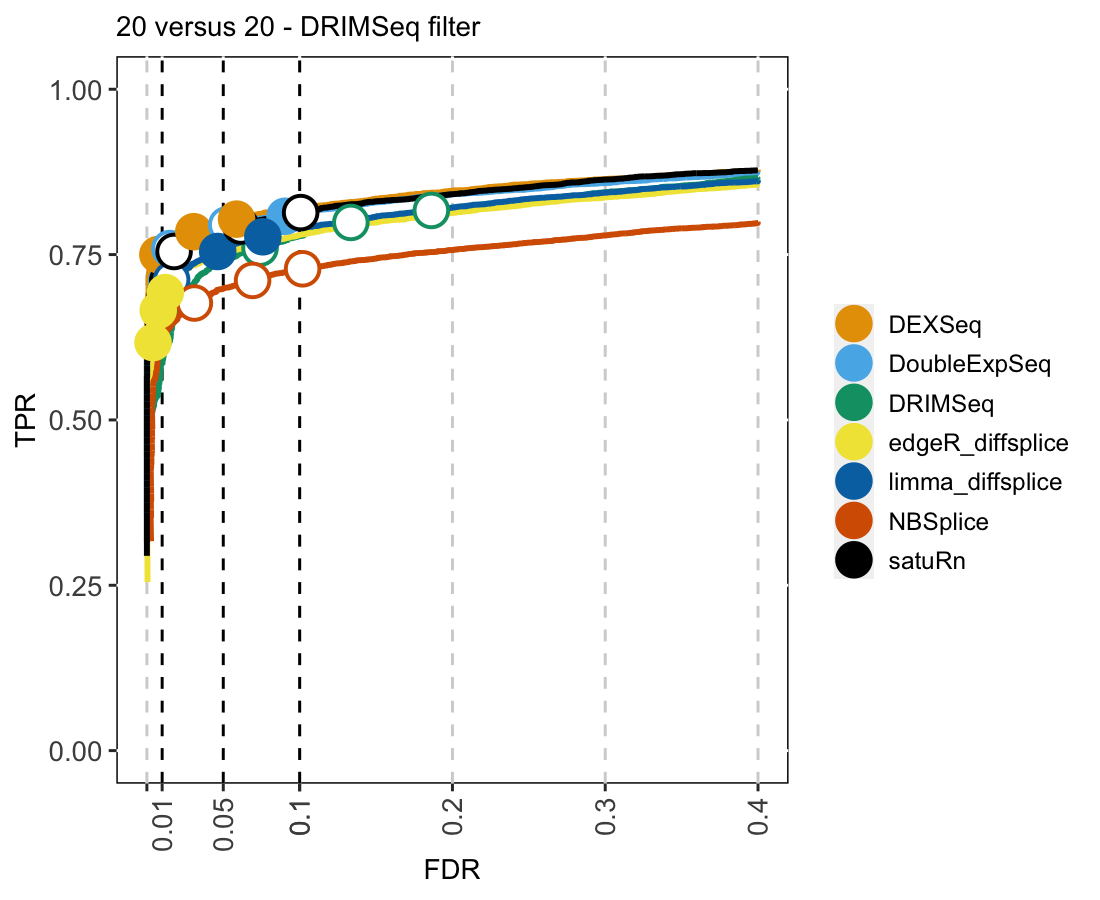 20 versus 20 - DRIMSeq filter
1.00
0.75
0.50
0.25
0.00
TPR
0.01
0.05
0.1
0.2
0.3
0.4
FDR
DEXSeq
DoubleExpSeq
DRIMSeq
edgeR_diffsplice
limma_diffsplice
NBSplice
satuRn